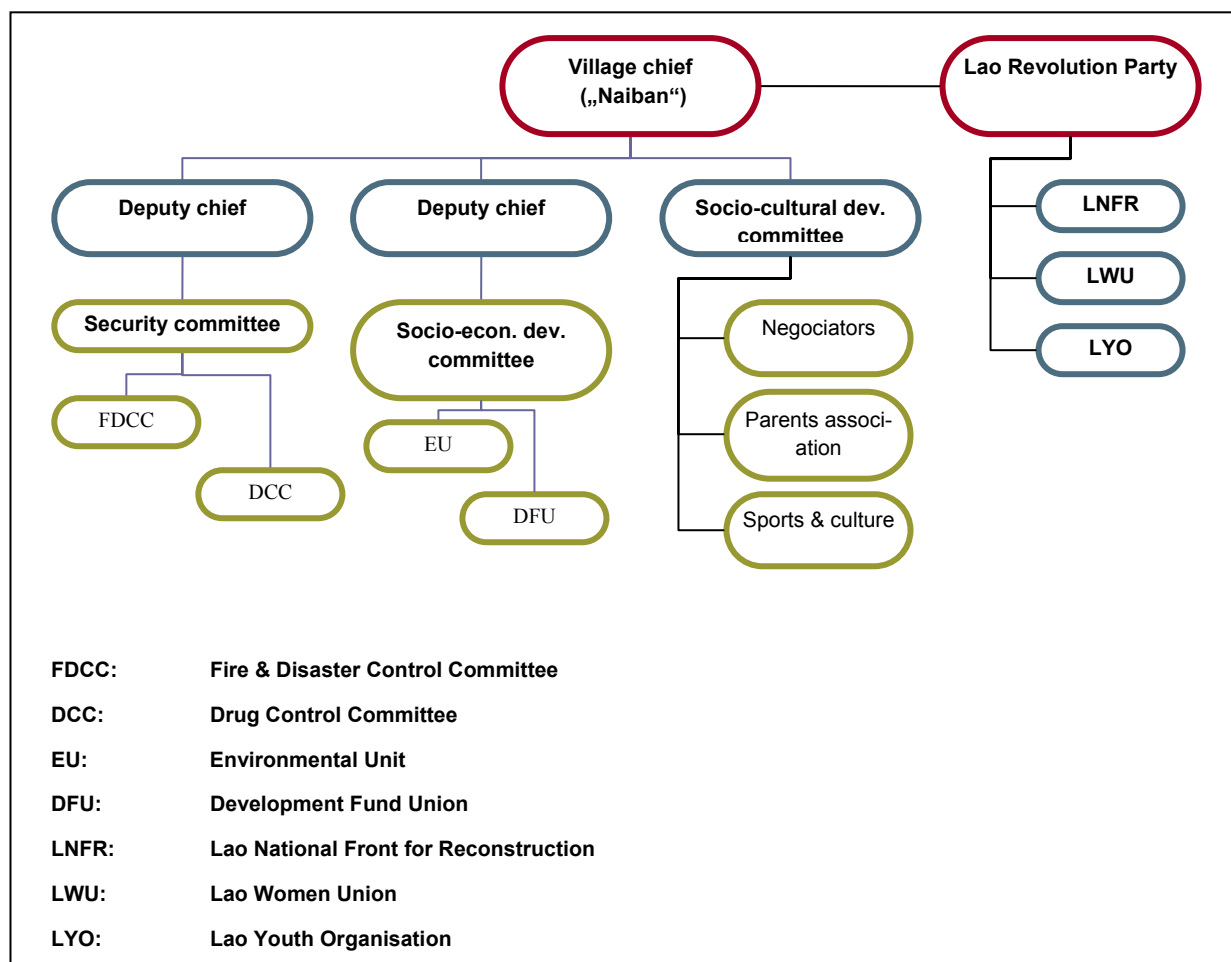 Village chief
(„Naiban“)
Lao Revolution Party
Deputy chief
Deputy chief
Socio-cultural dev.
committee
LNFR
LWU
LYO
Security committee
Socio-econ. dev.
committee
Negociators
Parents associ-
ation
Sports & culture
FDCC
DCC
EU
DFU
FDCC: Fire & Disaster Control Committee
DCC: Drug Control Committee
EU: Environmental Unit
DFU: Development Fund Union
LNFR: Lao National Front for Reconstruction
LWU: Lao Women Union
LYO: Lao Youth Organisation